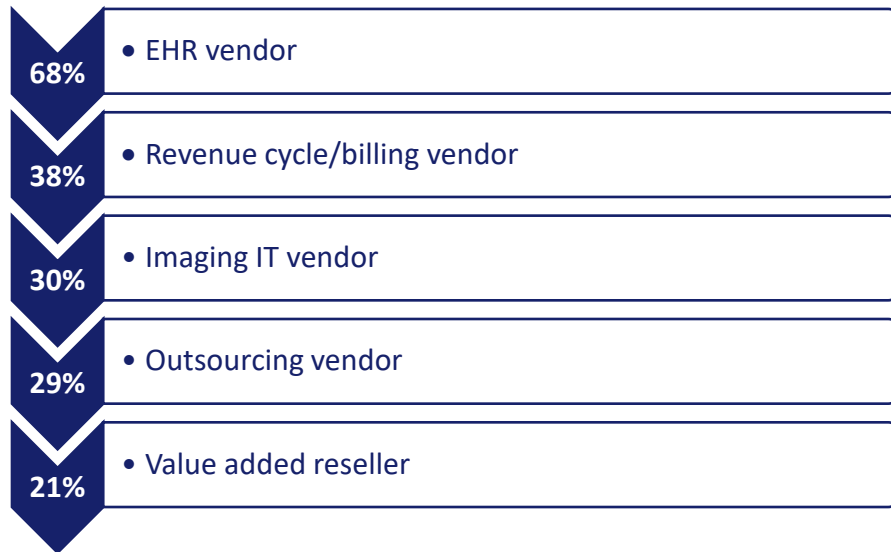 68%
• EHR vendor
38%
• Revenue cycle/billing vendor
30%
• Imaging IT vendor
29%
• Outsourcing vendor
21%
• Value added reseller